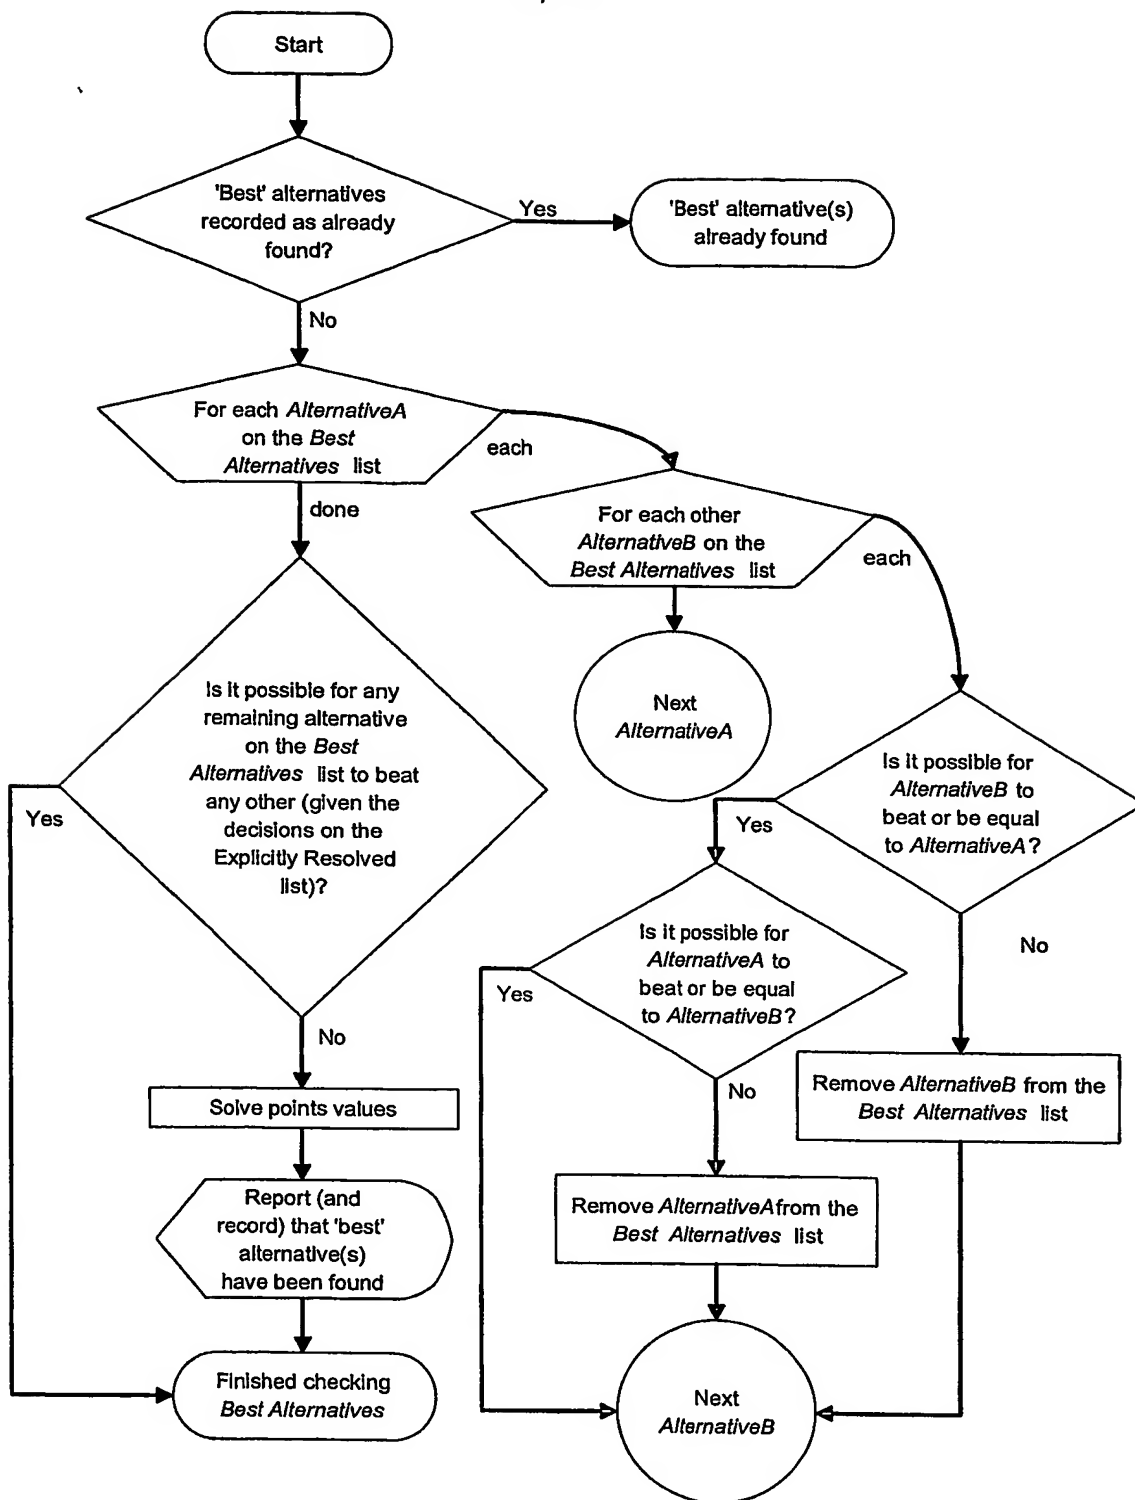 Start
'Best' alternatives
recorded as already
found?
Yes
'Best' alternative(s)
already found
No
For each AlternativeA
on the Best
Alternatives list
each
done
For each other
AlternativeB on the
Best Alternatives list
each
Next
AlternativeA
Is it possible for any
remaining alternative
on the Best
Alternatives list to beat
any other (given the
decisions on the
Explicitly Resolved
list)?
Yes
No
Is it possible for
AlternativeB to
beat or be equal
to AlternativeA?
Yes
No
Is it possible for
AlternativeA to
beat or be equal
to AlternativeB?
Yes
No
Remove AlternativeB from the
Best Alternatives list
Solve points values
Remove AlternativeA from the
Best Alternatives list
Report (and
record) that 'best'
alternative(s)
have been found
Finished checking
Best Alternatives
Next
AlternativeB